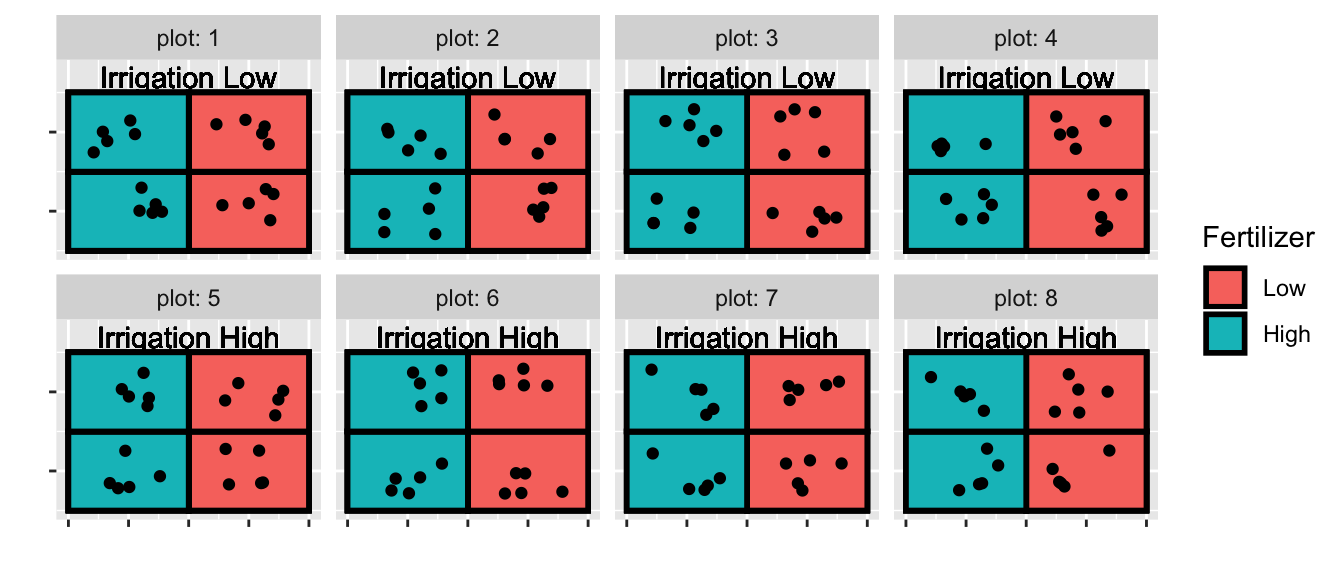 plot: 1
plot: 2
plot: 3
plot: 4
Irrigation Low
Irrigation Low
Irrigation Low
Irrigation Low
plot: 5
plot: 6
plot: 7
plot: 8
Irrigation High
Irrigation High
Irrigation High
Irrigation High
Fertilizer
Low
High